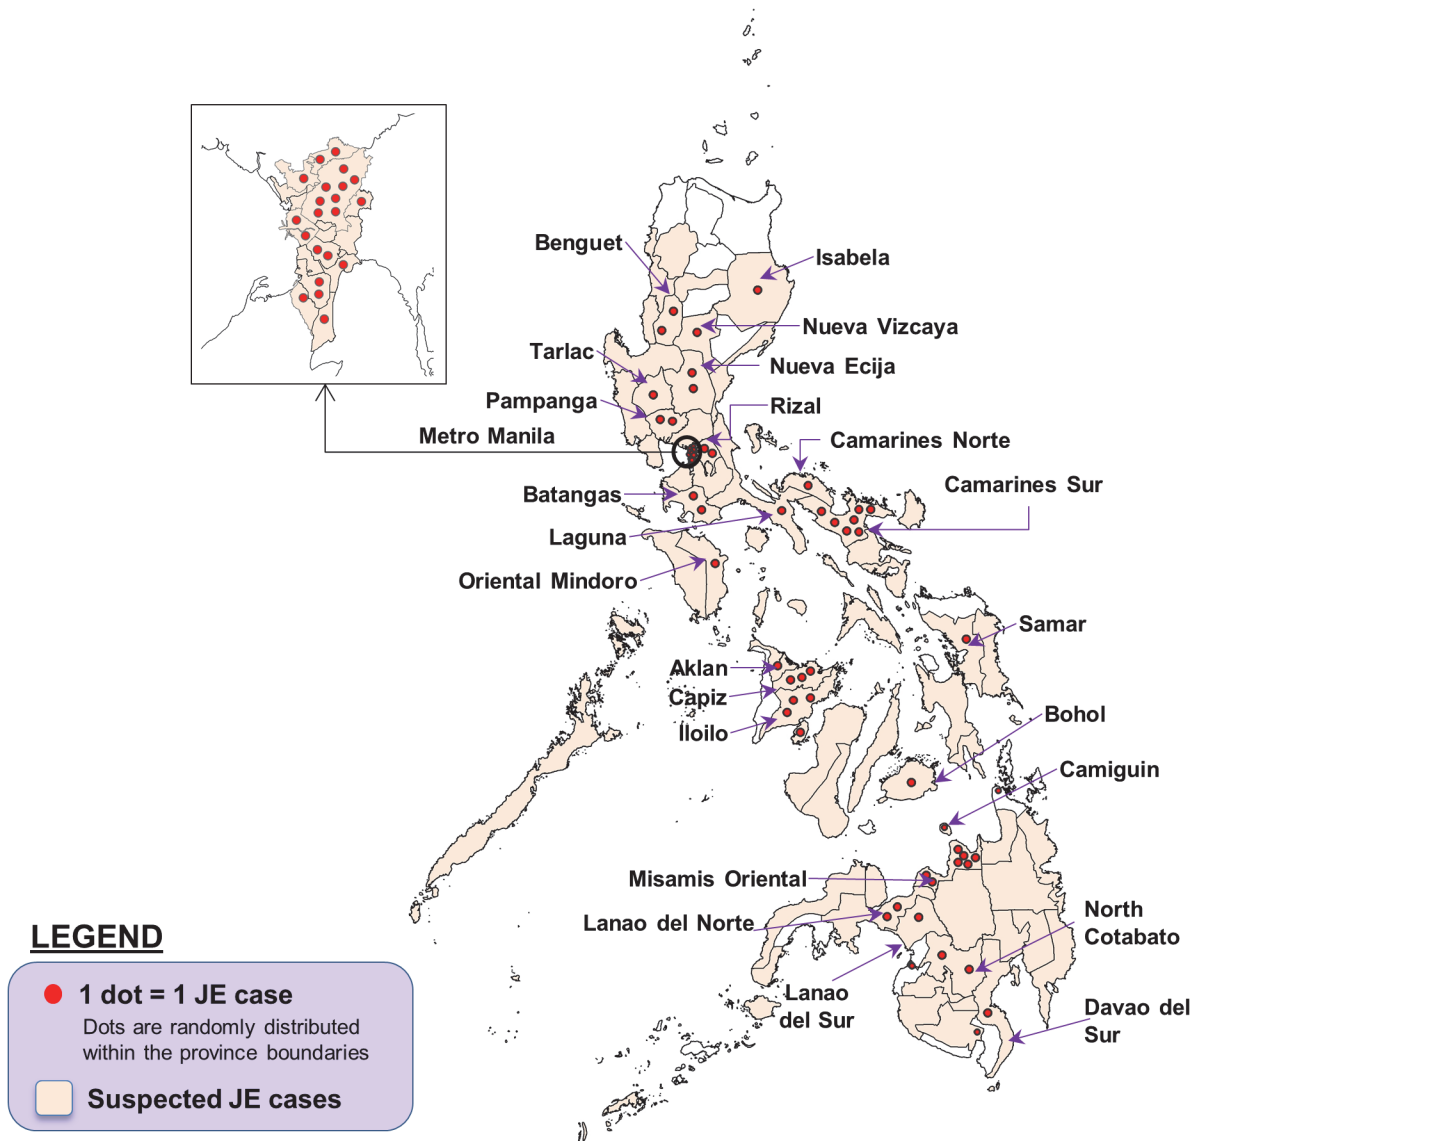 Benguet
Isabela
Nueva Vizcaya
Tarlac
Nueva Ecija
Pampanga
Rizal
Metro Manila
Camarines Norte
Camarines Sur
Batangas
Laguna
Oriental Mindoro
Samar
Aklan
Capiz
Iloilo
Bohol
Camiguin
Misamis Oriental
Lanao del Norte
North
Cotabato
Lanao
del Sur
Davao del
Sur
LEGEND
1 dot = 1 JE case
Dots are randomly distributed
within the province boundaries
Suspected JE cases